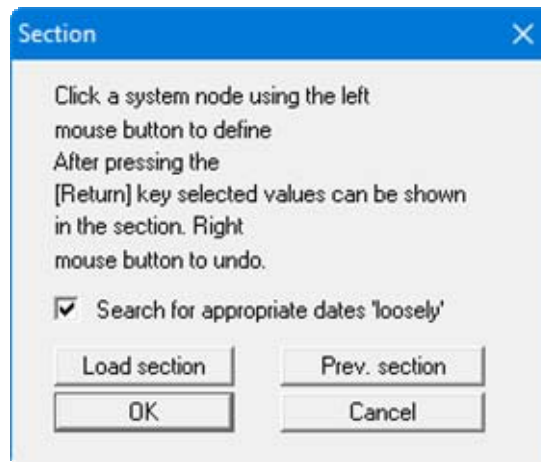 Section
Click a system node using the left
mouse button to define
After pressing the
[Return] key selected values can be shown
in the section. Right
mouse button to undo.
Search for appropriate dates 'loosely'
Load section Prev. section
OK Cancel